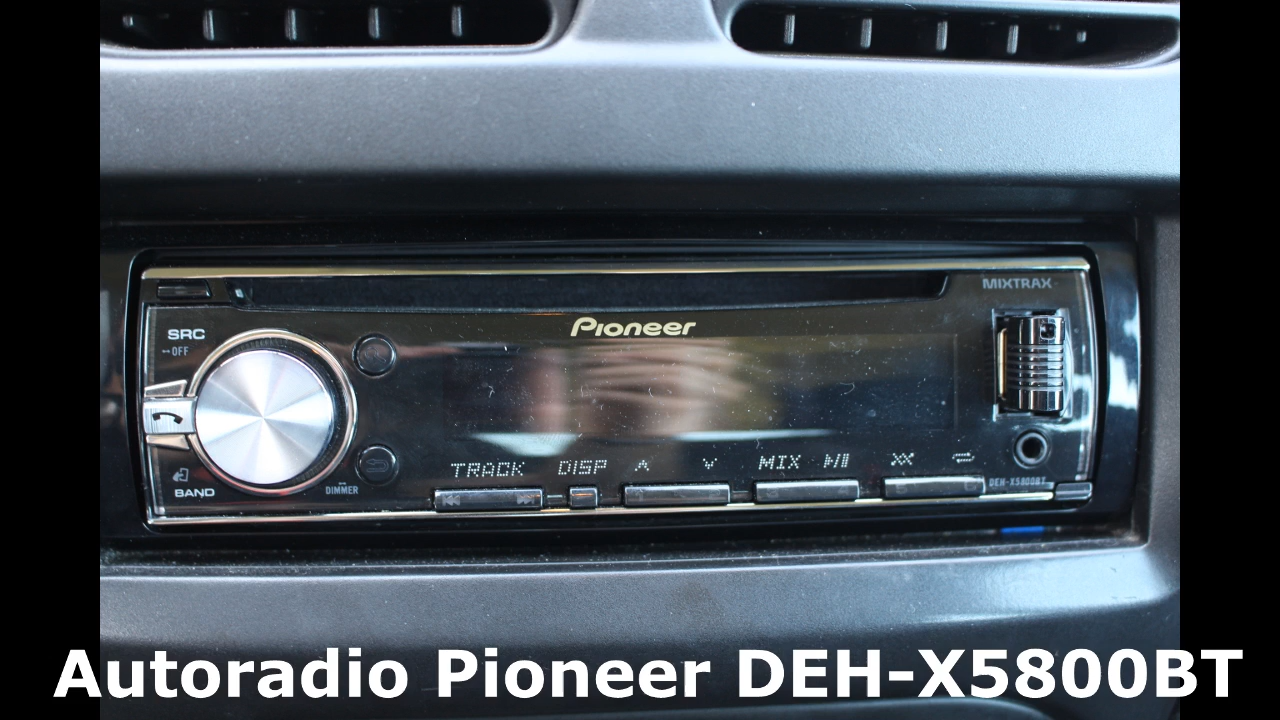 MIXTRAX
Pioneer
SRC
OFF
TRACK DISP MIX
BAND
DIMMER
DEH-X5800BT
Autoradio Pioneer DEH-X5800BT